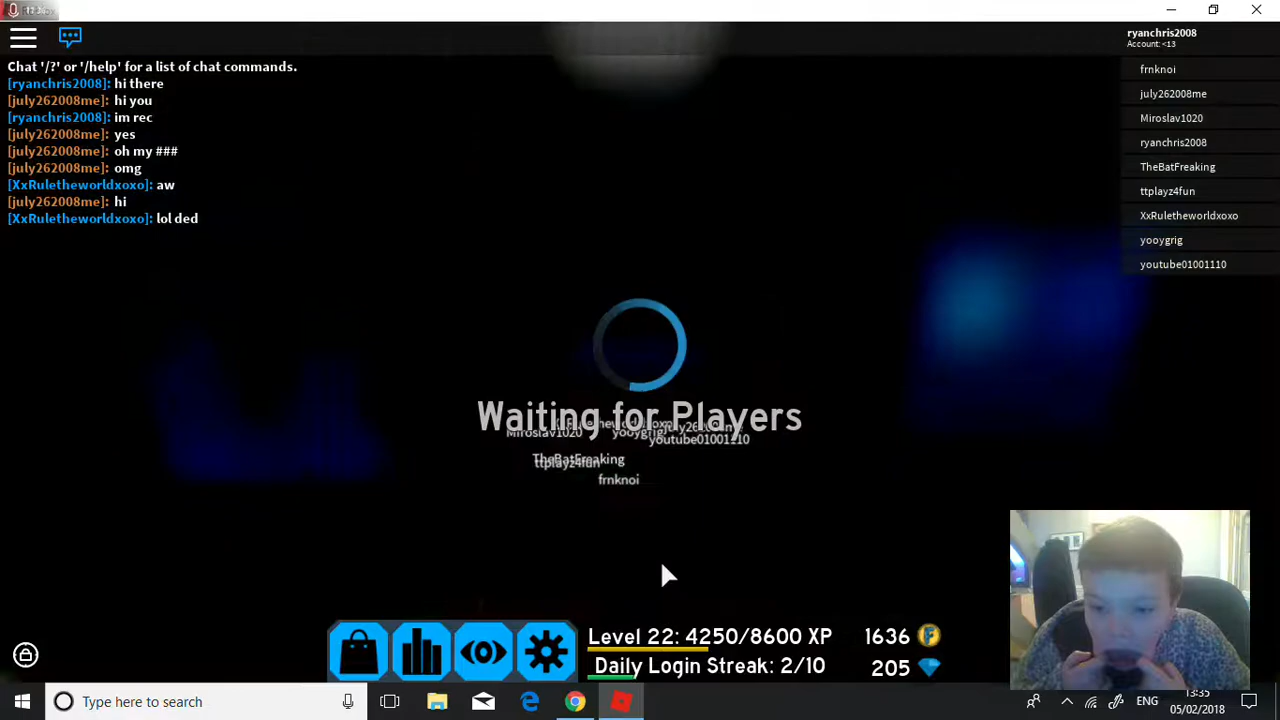 ryanchris2008
Account: <13
Chat '/?' or '/help' for a list of chat commands.
[ryanchris2008]: hi there
[july262008me]: hi you
[ryanchris2008]: im rec
[july262008me]: yes
[july262008me]: oh my ###
[july262008me]: omg
[XxRuletheworldxoxo]: aw
[july262008me]: hi
[XxRuletheworldxoxo]: lol ded
frnknoi
july262008me
Miroslav1020
ryanchris2008
TheBatFreaking
ttplayz4fun
XxRuletheworldxoxo
yooygrig
youtube01001110
Waiting for Players
Miroslav1020
yooygrig
youtube01001110
TheBatFreaking
ttplayz4fun
frnknoi
Level 22: 4250/8600 XP
1636
F
Daily Login Streak: 2/10
205
Type here to search
ENG
13:35
05/02/2018